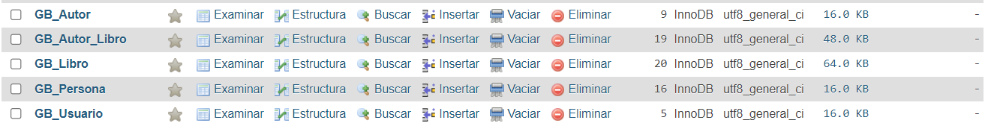 GB_Autor Examinar Estructura Buscar Insertar Vaciar Eliminar 9 InnoDB utf8_general_ci 16.0 KB -
GB_Autor_Libro Examinar Estructura Buscar Insertar Vaciar Eliminar 19 InnoDB utf8_general_ci 48.0 KB -
GB_Libro Examinar Estructura Buscar Insertar Vaciar Eliminar 20 InnoDB utf8_general_ci 64.0 KB -
GB_Persona Examinar Estructura Buscar Insertar Vaciar Eliminar 16 InnoDB utf8_general_ci 16.0 KB -
GB_Usuario Examinar Estructura Buscar Insertar Vaciar Eliminar 5 InnoDB utf8_general_ci 16.0 KB -